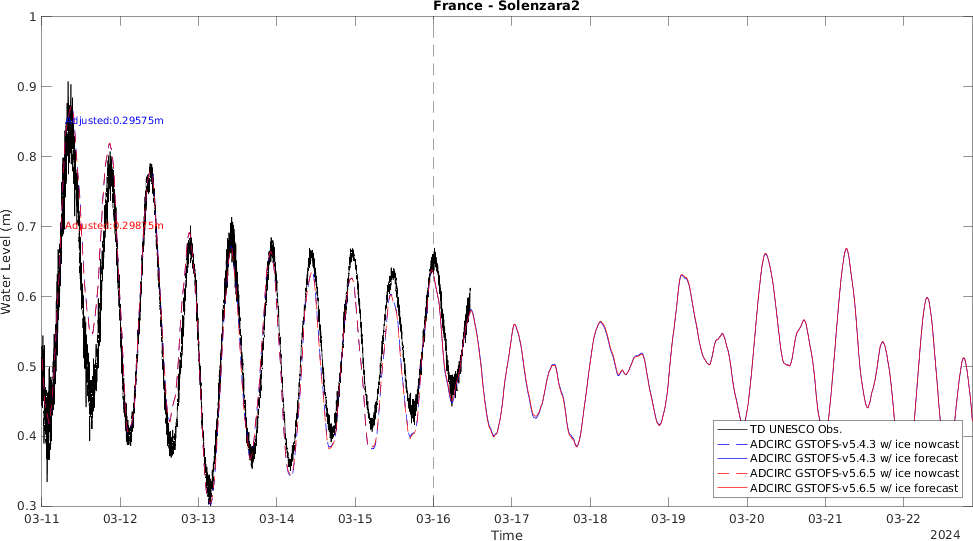 France - Solenzara2
1
0.9
0.8
0.7
0.6
0.5
0.4
0.3
Water Level (m)
Adjusted:0.29575m
Adjusted:0.29875m
TD UNESCO Obs.
ADCIRC GSTOFS-v5.4.3 w/ ice nowcast
ADCIRC GSTOFS-v5.4.3 w/ ice forecast
ADCIRC GSTOFS-v5.6.5 w/ ice nowcast
ADCIRC GSTOFS-v5.6.5 w/ ice forecast
03-11 03-12 03-13 03-14 03-15 03-16 03-17 03-18 03-19 03-20 03-21 03-22
Time
2024